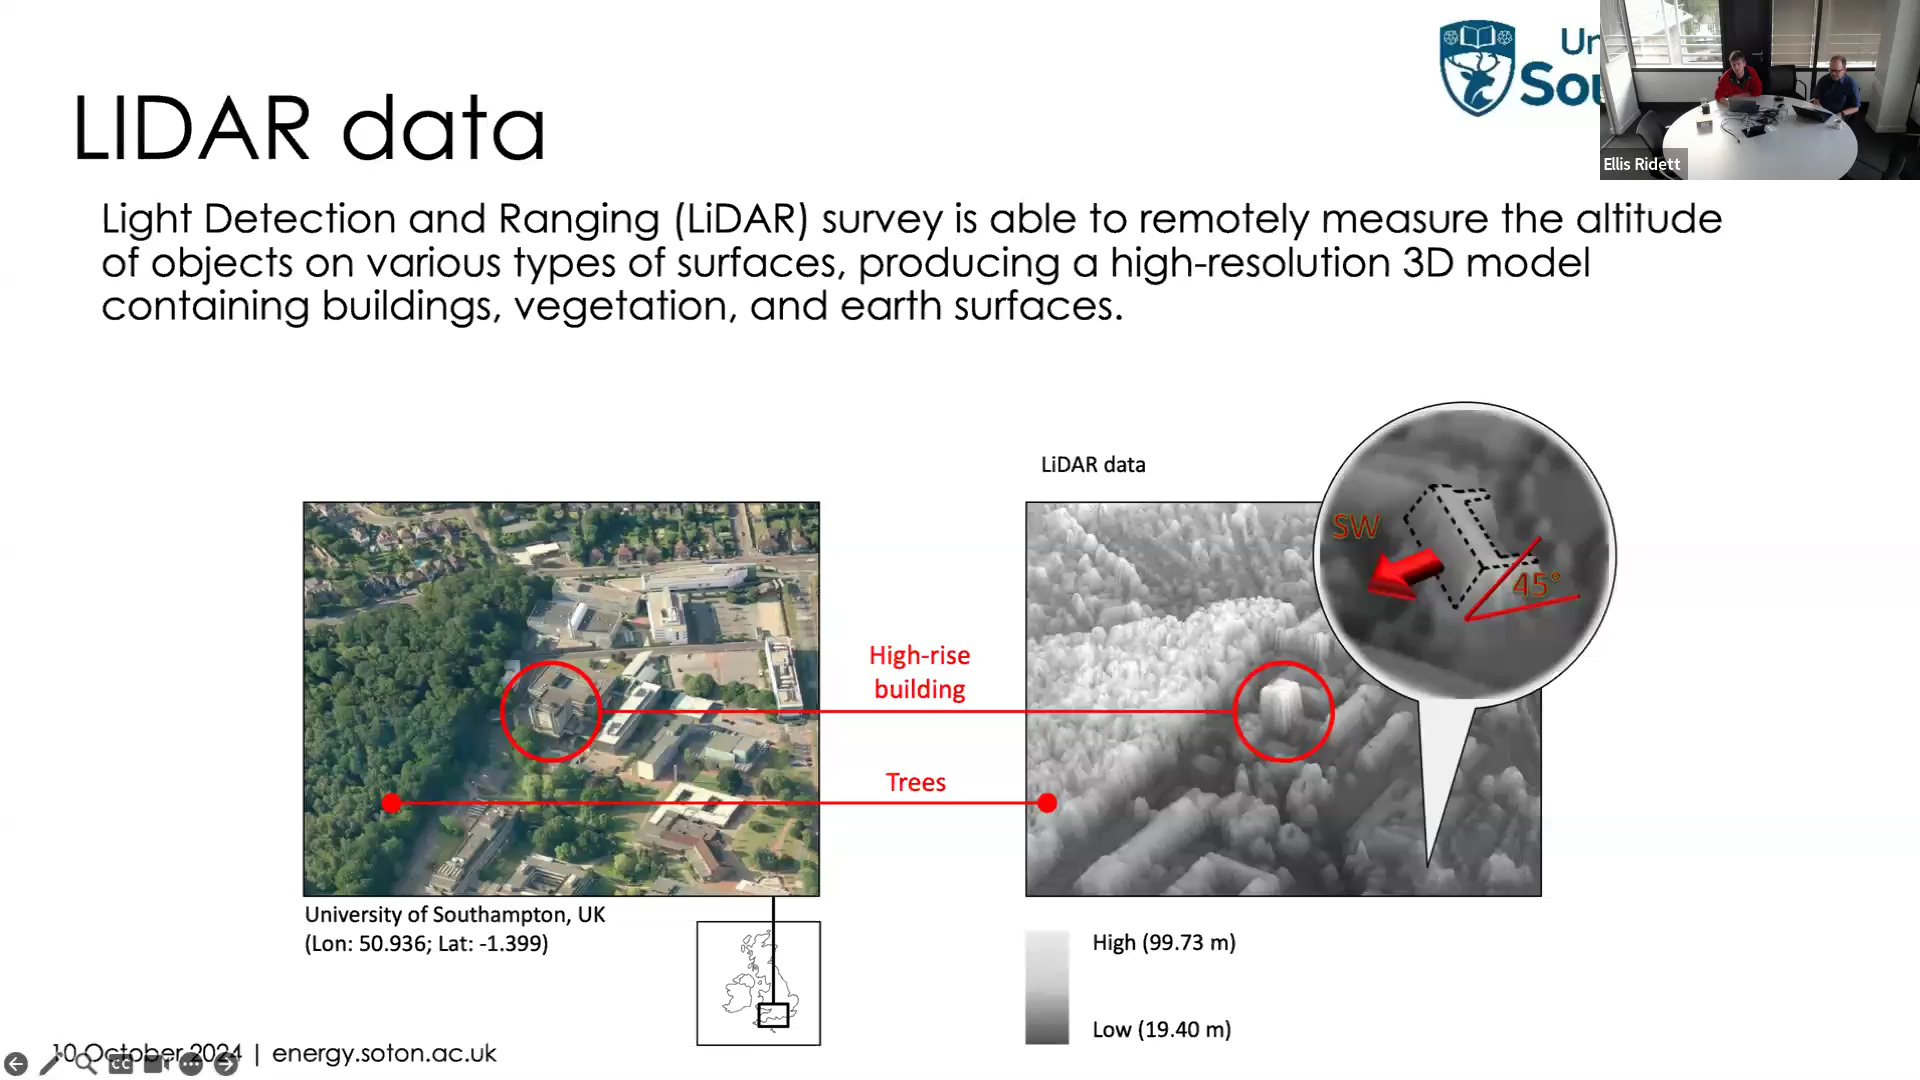 LIDAR data
Un
Sou
Ellis Ridett
Light Detection and Ranging (LiDAR) survey is able to remotely measure the altitude
of objects on various types of surfaces, producing a high-resolution 3D model
containing buildings, vegetation, and earth surfaces.
LiDAR data
SW
45°
High-rise
building
Trees
University of Southampton, UK
(Lon: 50.936; Lat: -1.399)
High (99.73 m)
Low (19.40 m)
10 October 2024 | energy.soton.ac.uk
CC